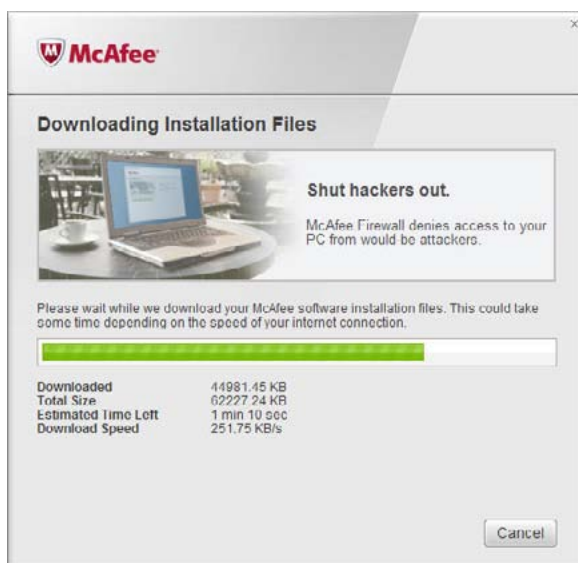 McAfee
Downloading Installation Files
Shut hackers out.
McAfee Firewall denies access to your
PC from would be attackers.
Please wait while we download your McAfee software installation files. This could take
some time depending on the speed of your internet connection.
Downloaded 44981.45 KB
Total Size 62227.24 KB
Estimated Time Left 1 min 10 sec
Download Speed 251.75 KB/s
Cancel